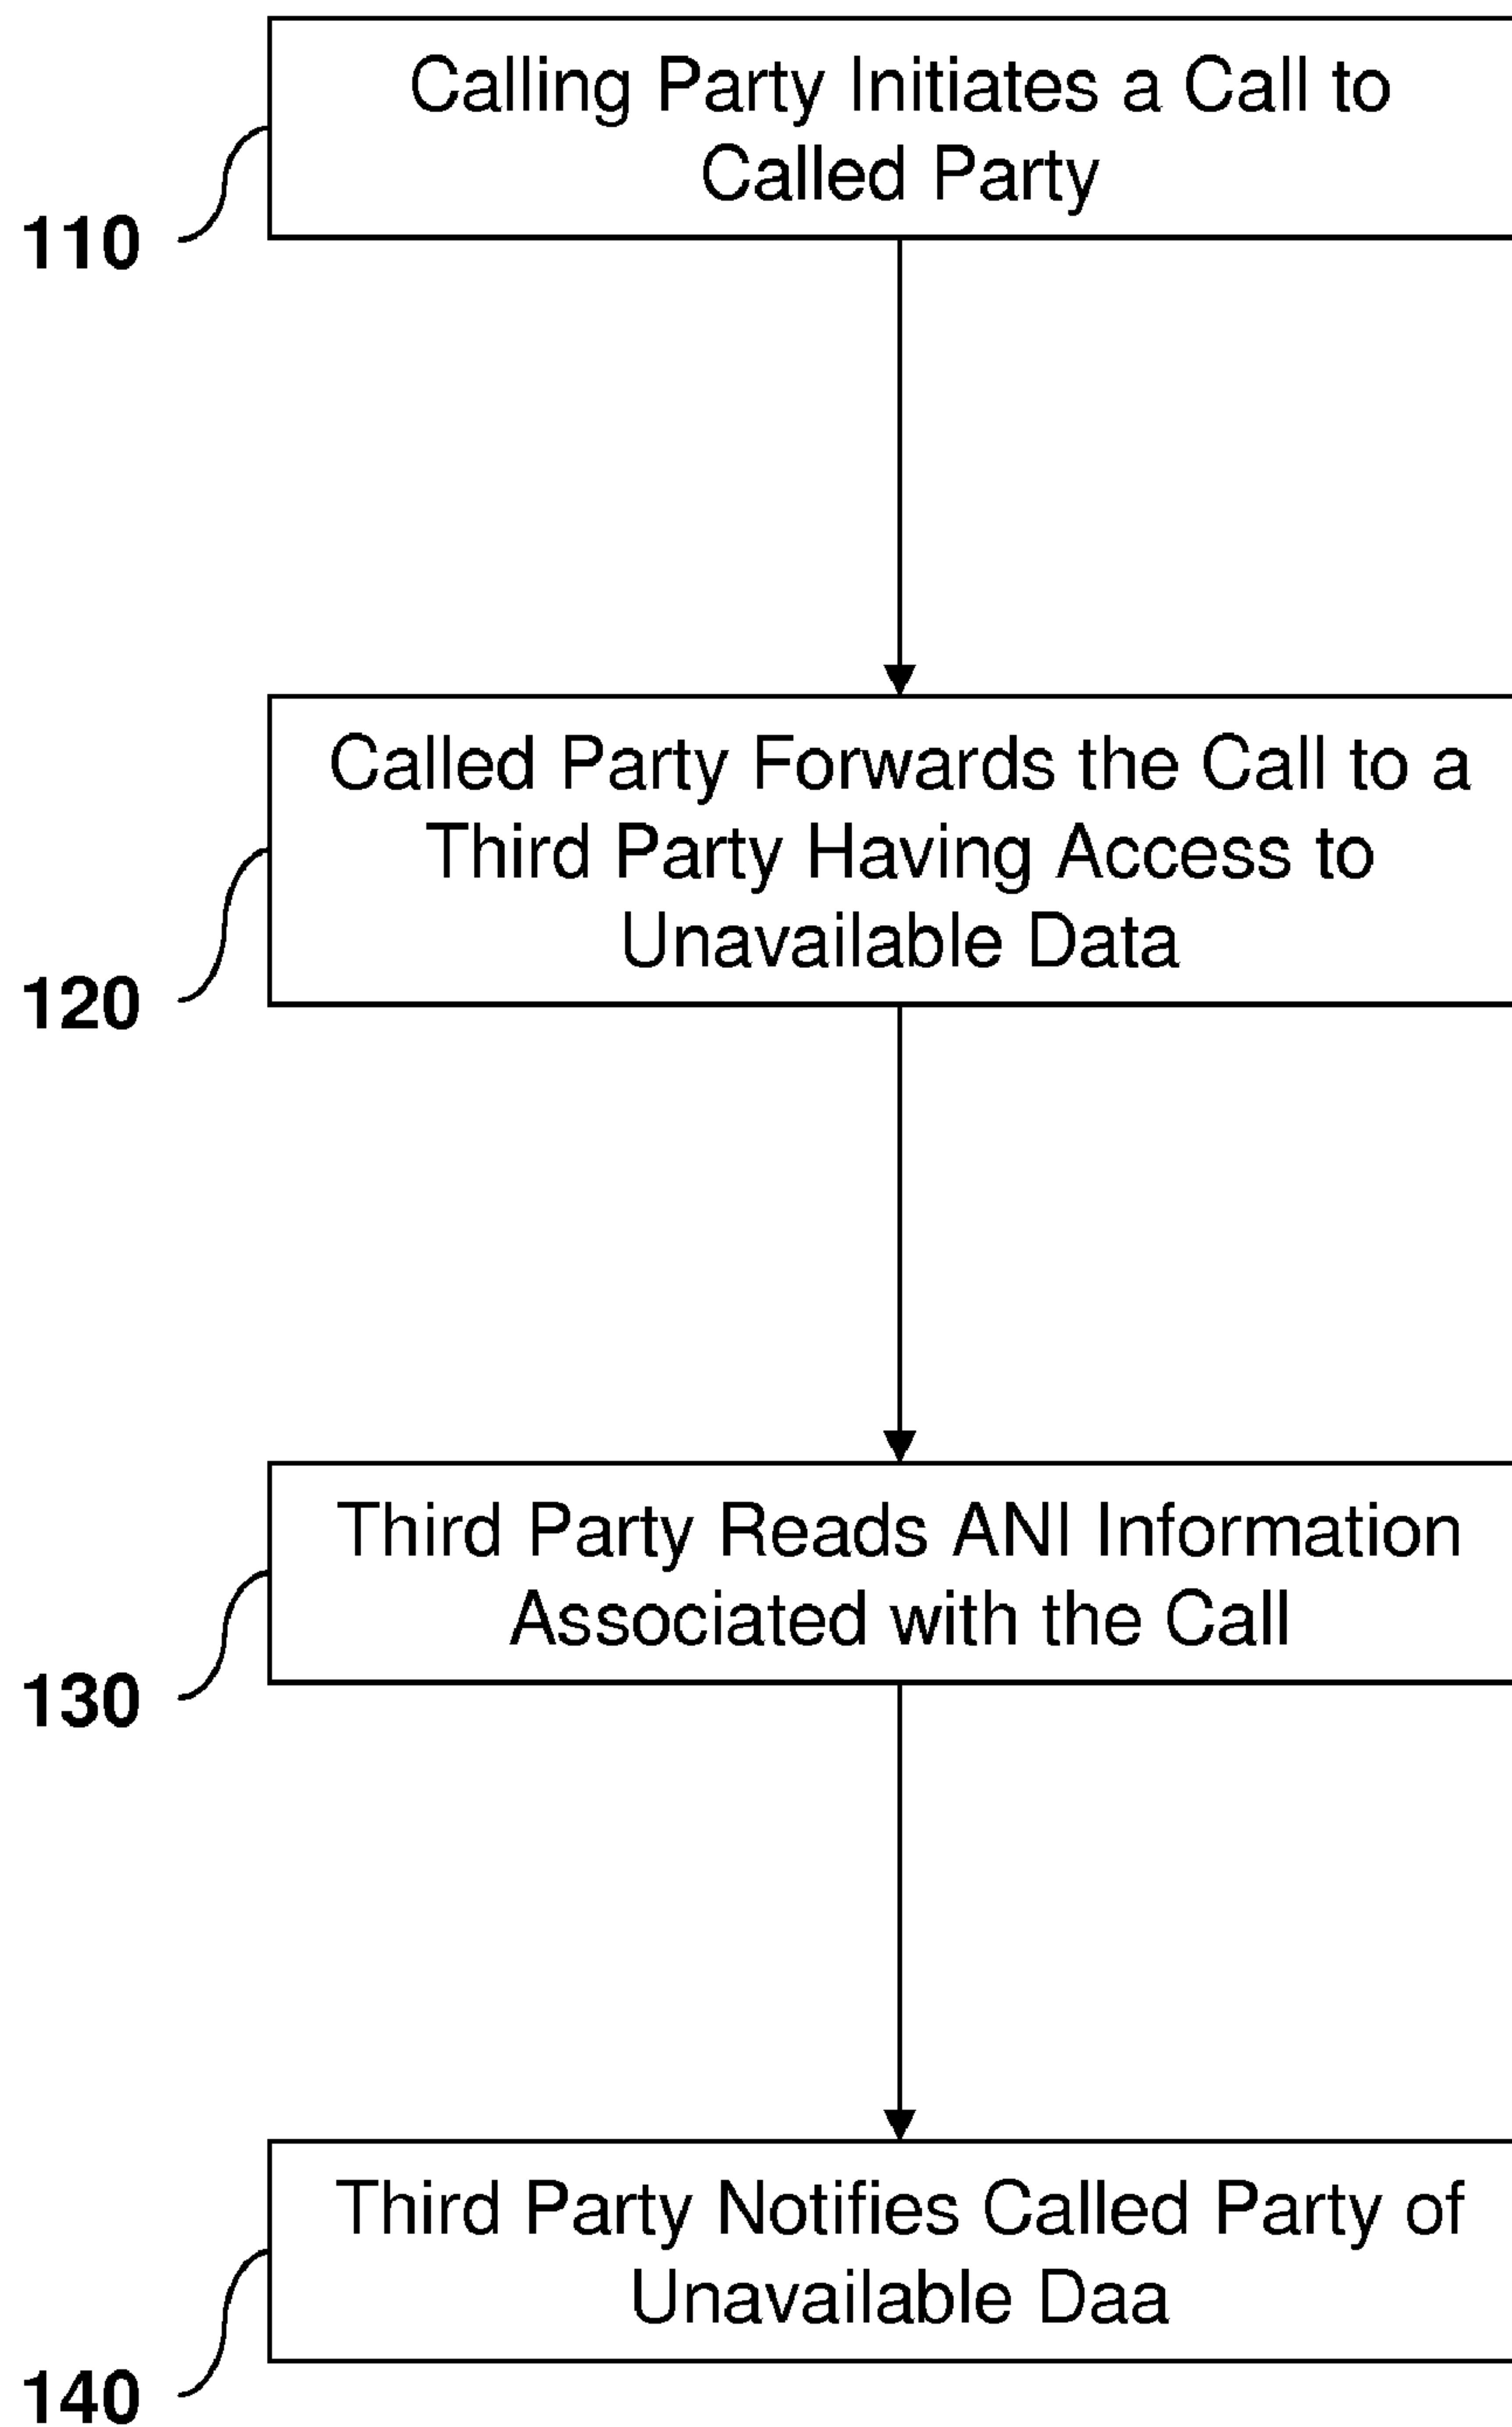 Calling Party Initiates a Call to
Called Party
110
Called Party Forwards the Call to a
Third Party Having Access to
Unavailable Data
120
Third Party Reads ANI Information
Associated with the Call
130
Third Party Notifies Called Party of
Unavailable Daa
140